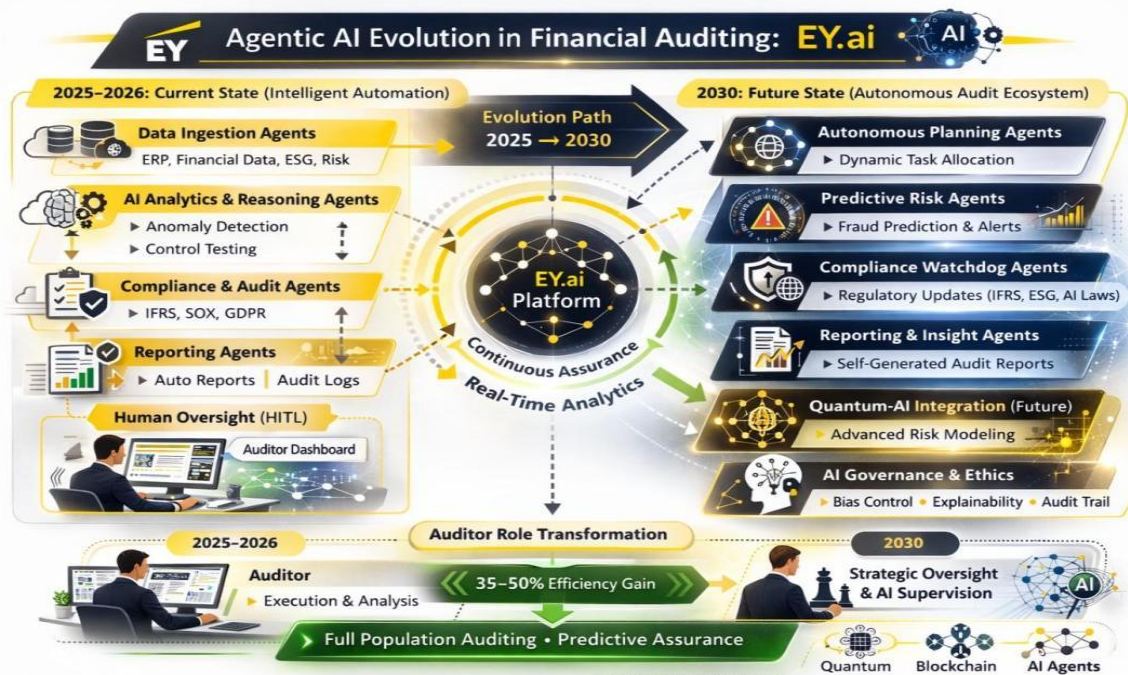 EY
Agentic AI Evolution in Financial Auditing: EY.ai
AI
2025–2026: Current State (Intelligent Automation)
Data Ingestion Agents
ERP, Financial Data, ESG, Risk
AI Analytics & Reasoning Agents
▸ Anomaly Detection
▸ Control Testing
Compliance & Audit Agents
▸ IFRS, SOX, GDPR
Reporting Agents
▸ Auto Reports | Audit Logs
Human Oversight (HITL)
Auditor Dashboard
Evolution Path
2025 → 2030
EY.ai
Platform
Continuous Assurance
Real-Time Analytics
2030: Future State (Autonomous Audit Ecosystem)
Autonomous Planning Agents
▸ Dynamic Task Allocation
Predictive Risk Agents
▸ Fraud Prediction & Alerts
Compliance Watchdog Agents
▸ Regulatory Updates (IFRS, ESG, AI Laws)
Reporting & Insight Agents
▸ Self-Generated Audit Reports
Quantum-AI Integration (Future)
▸ Advanced Risk Modeling
AI Governance & Ethics
▸ Bias Control • Explainability • Audit Trail
Auditor Role Transformation
2025–2026
Auditor
▸ Execution & Analysis
35–50% Efficiency Gain
2030
Strategic Oversight
& AI Supervision
AI
Full Population Auditing • Predictive Assurance
Quantum
Blockchain
AI Agents